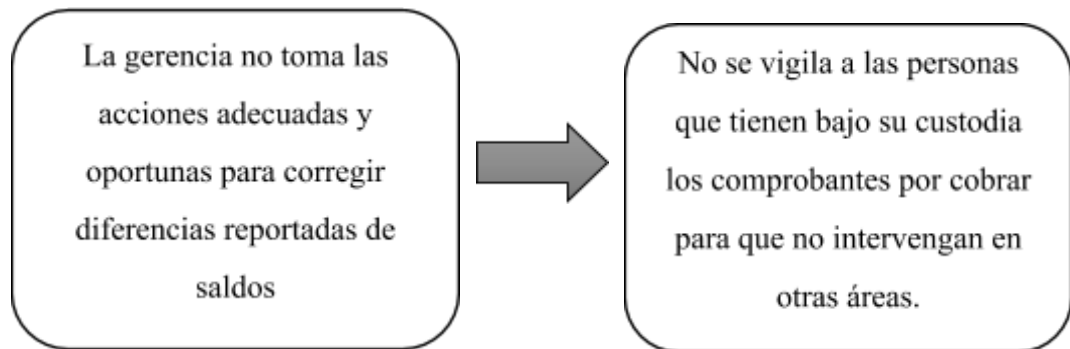 La gerencia no toma las
acciones adecuadas y
oportunas para corregir
diferencias reportadas de
saldos
No se vigila a las personas
que tienen bajo su custodia
los comprobantes por cobrar
para que no intervengan en
otras áreas.